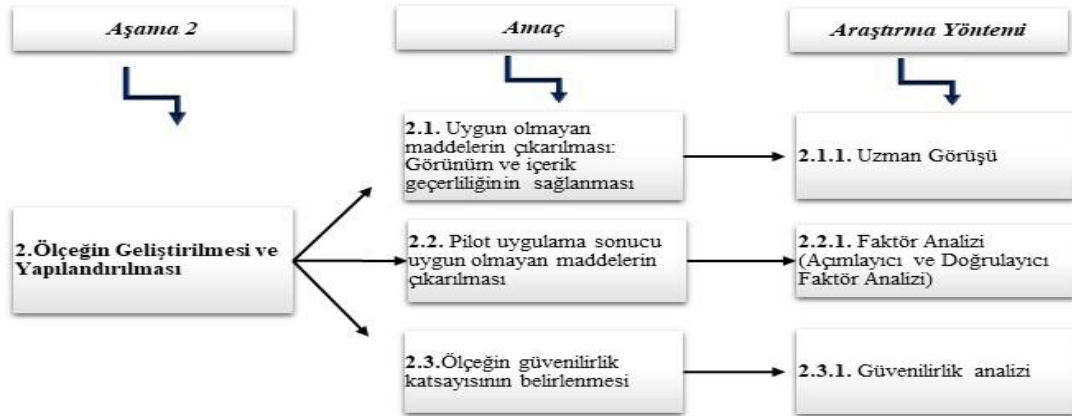 Aşama 2
Amaç
Araştırma Yöntemi
2.1. Uygun olmayan
maddelerin çıkarılması:
Görünüm ve içerik
geçerliliğinin sağlanması
2.1.1. Uzman Görüşü
2.Ölçeğin Geliştirilmesi ve
Yapılandırılması
2.2. Pilot uygulama sonucu
uygun olmayan maddelerin
çıkarılması
2.2.1. Faktör Analizi
(Açımlayıcı ve Doğrulayıcı
Faktör Analizi)
2.3.Ölçeğin güvenilirlik
katsayısının belirlenmesi
2.3.1. Güvenilirlik analizi